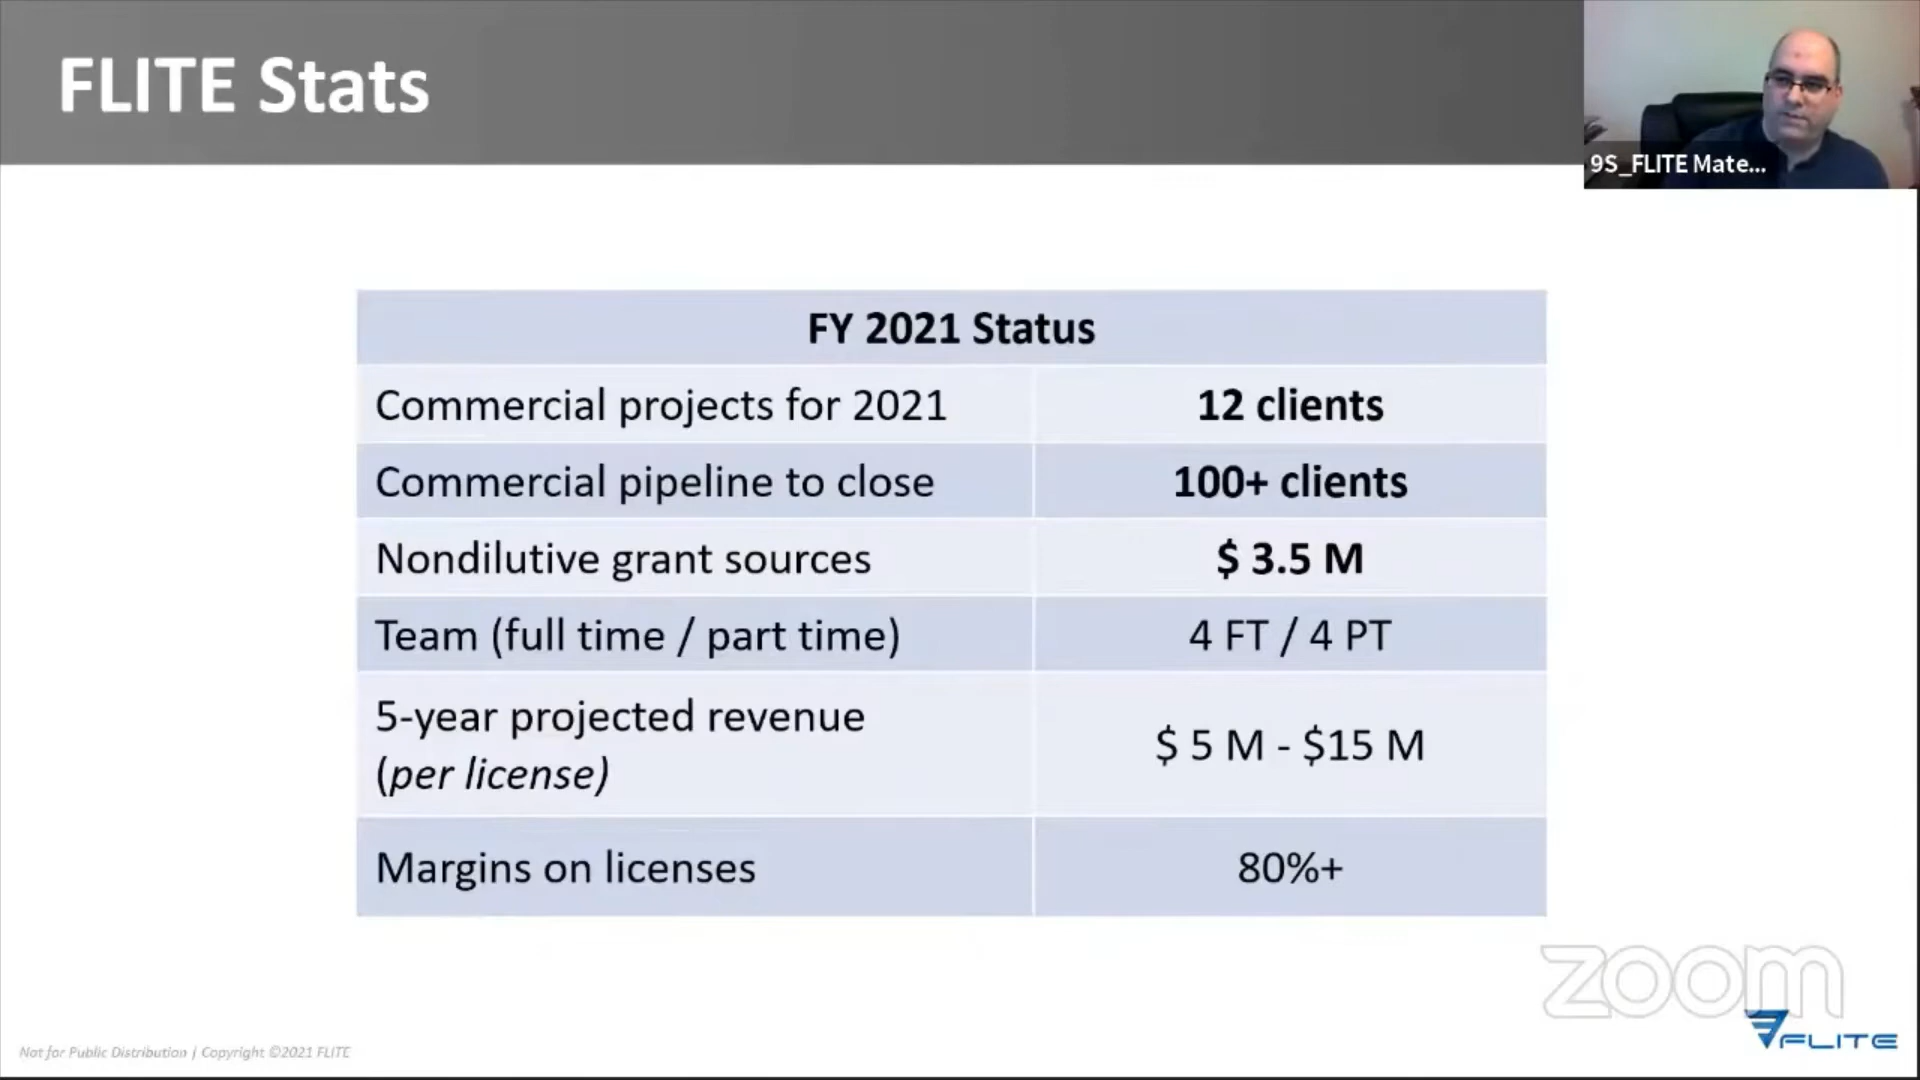 FLITE Stats
9S_FLITE Mate...
FY 2021 Status
Commercial projects for 2021 12 clients
Commercial pipeline to close 100+ clients
Nondilutive grant sources $ 3.5 M
Team (full time / part time) 4 FT / 4 PT
5-year projected revenue
(per license) $ 5 M - $15 M
Margins on licenses 80%+
zoom
FLITE
Not for Public Distribution | Copyright ©2021 FLITE